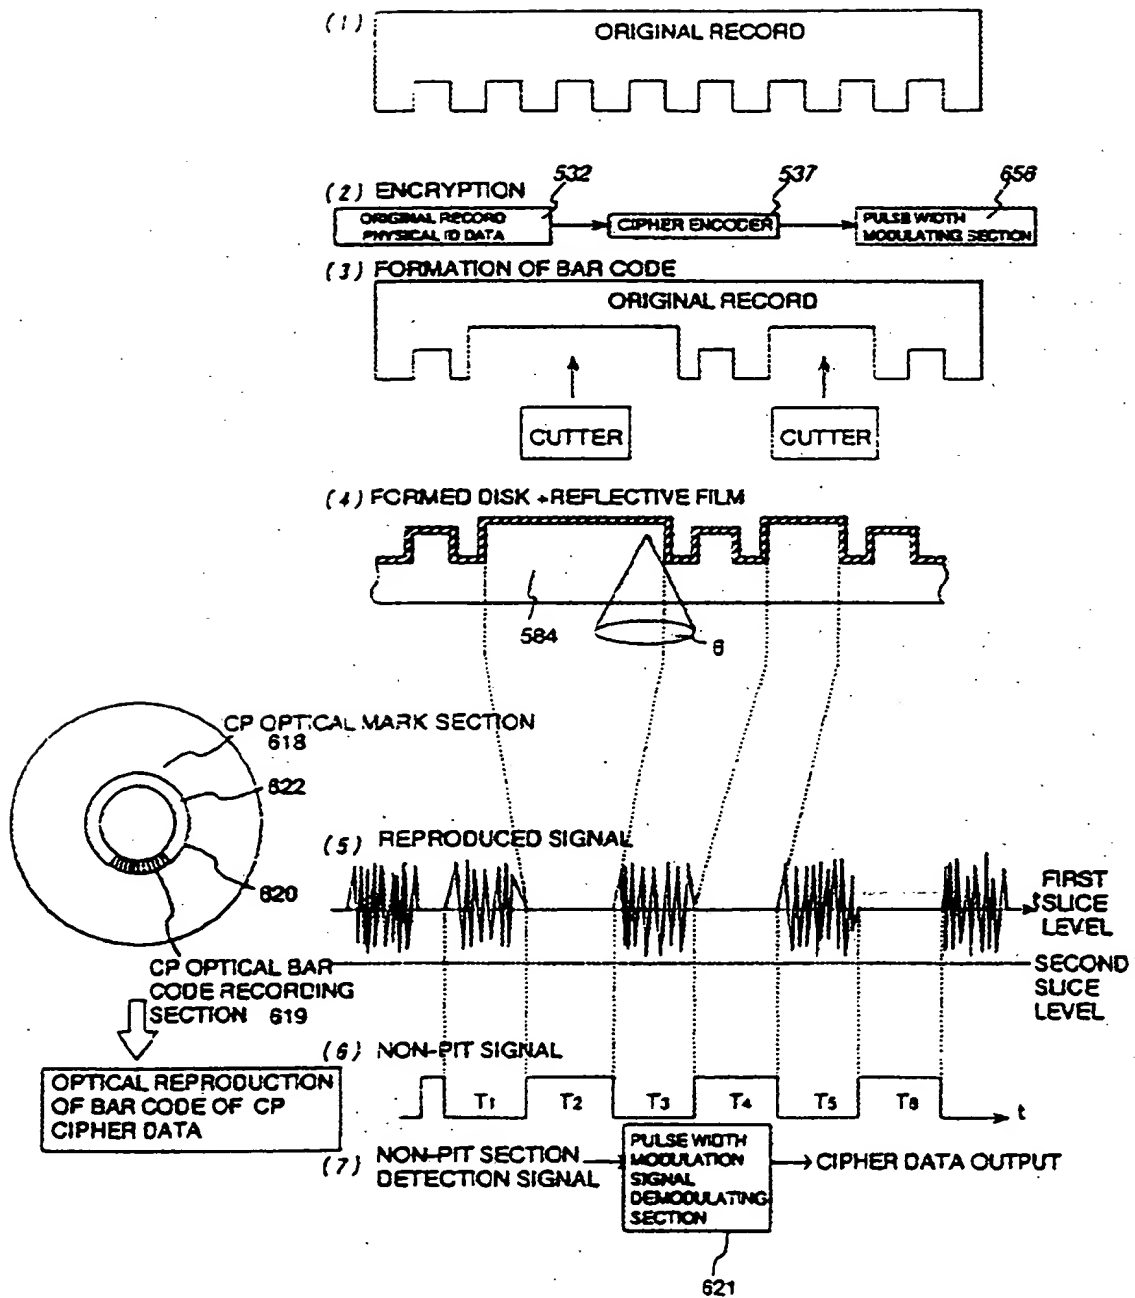 (1)
ORIGINAL RECORD
(2) ENCRYPTION
532
537
656
ORIGINAL RECORD
PHYSICAL ID DATA
CIPHER ENCODER
PULSE WIDTH
MODULATING SECTION
(3) FORMATION OF BAR CODE
ORIGINAL RECORD
CUTTER
CUTTER
(4) FORMED DISK +REFLECTIVE FILM
584
6
CP OPTICAL MARK SECTION
618
622
620
CP OPTICAL BAR
CODE RECORDING
SECTION 619
OPTICAL REPRODUCTION
OF BAR CODE OF CP
CIPHER DATA
(5) REPRODUCED SIGNAL
FIRST
SLICE
LEVEL
SECOND
SLICE
LEVEL
(6) NON-PIT SIGNAL
T1 T2 T3 T4 T5 T6
t
(7) NON-PIT SECTION
DETECTION SIGNAL
PULSE WIDTH
MODULATION
SIGNAL
DEMODULATING
SECTION
CIPHER DATA OUTPUT
621